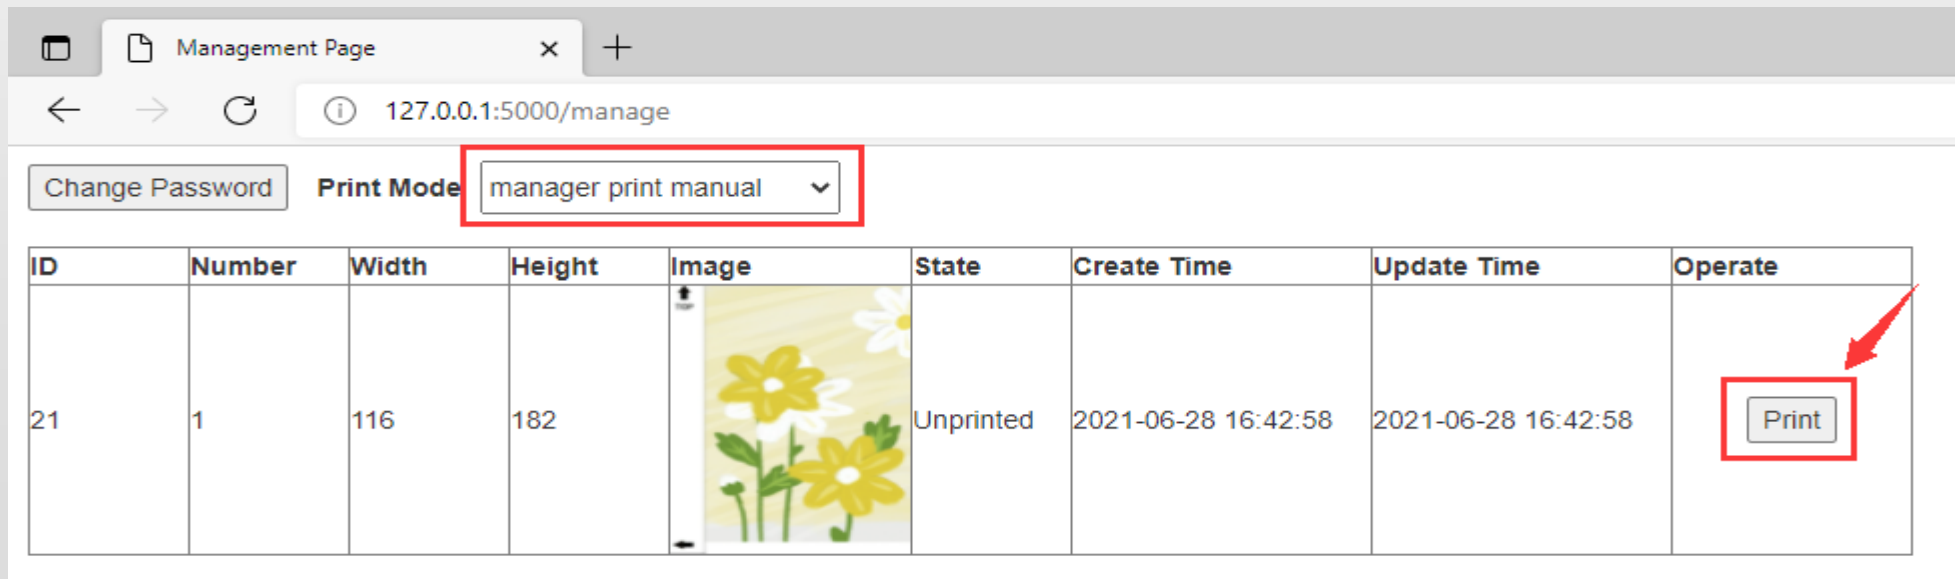 Management Page
127.0.0.1:5000/manage
Change Password Print Mode manager print manual
ID Number Width Height Image State Create Time Update Time Operate
TOP
21 1 116 182 Unprinted 2021-06-28 16:42:58 2021-06-28 16:42:58 Print